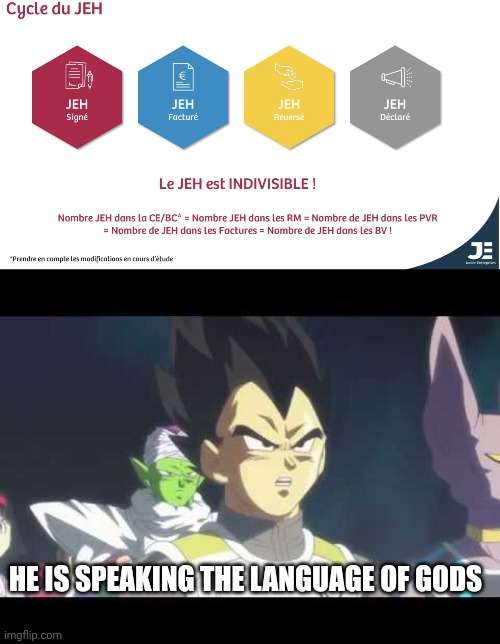 Cycle du JEH
JEH
Signé
JEH
Facturé
JEH
Reversé
JEH
Déclaré
Le JEH est INDIVISIBLE !
Nombre JEH dans la CE/BC* = Nombre JEH dans les RM = Nombre de JEH dans les PVR
= Nombre de JEH dans les Factures = Nombre de JEH dans les BV !
*Prendre en compte les modifications en cours d'étude
JE
Junior-Entreprises
HE IS SPEAKING THE LANGUAGE OF GODS
imgflip.com